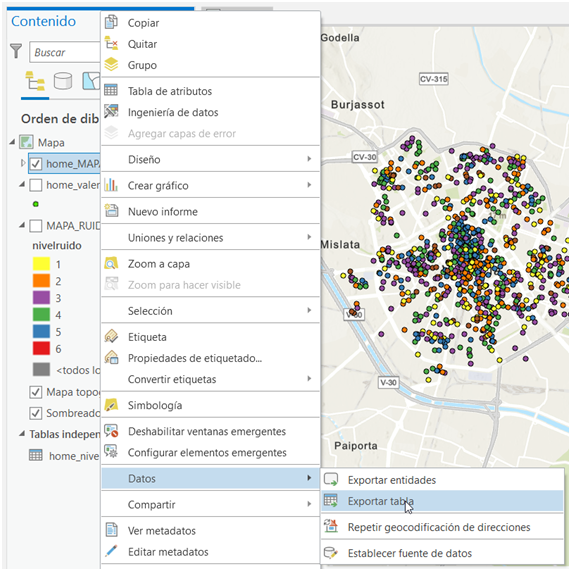 Contenido
Buscar
Orden de dib
Mapa
home_MAPA
home_valer
MAPA_RUID
nivelruido
1
2
3
4
5
6
<todos lo
Mapa topo
Sombreado
Tablas indepen
home_nive
Copiar
Quitar
Grupo
Tabla de atributos
Ingeniería de datos
Agregar capas de error
Diseño
Crear gráfico
Nuevo informe
Uniones y relaciones
Zoom a capa
Zoom para hacer visible
Selección
Etiqueta
Propiedades de etiquetado...
Convertir etiquetas
Simbología
Deshabilitar ventanas emergentes
Configurar elementos emergentes
Datos
Compartir
Ver metadatos
Editar metadatos
Exportar entidades
Exportar tabla
Repetir geocodificación de direcciones
Establecer fuente de datos
Godella
CV-315
Burjassot
CV-30
Mislata
V-30
V-30
Paiporta